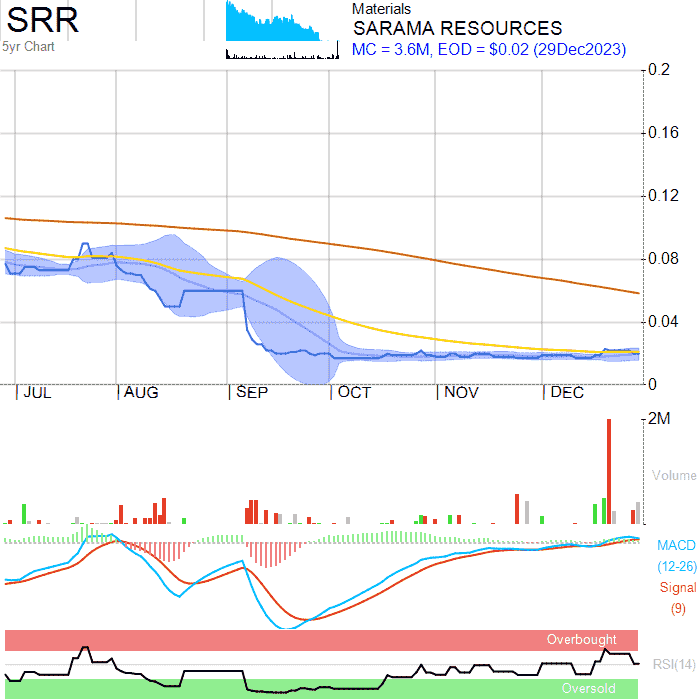 SRR
5yr Chart
Materials
SARAMA RESOURCES
MC = 3.6M, EOD = $0.02 (29Dec2023)
0.2
0.16
0.12
0.08
0.04
0
JUL AUG SEP OCT NOV DEC
2M
Volume
MACD
(12-26)
Signal
(9)
Overbought
RSI(14)
Oversold